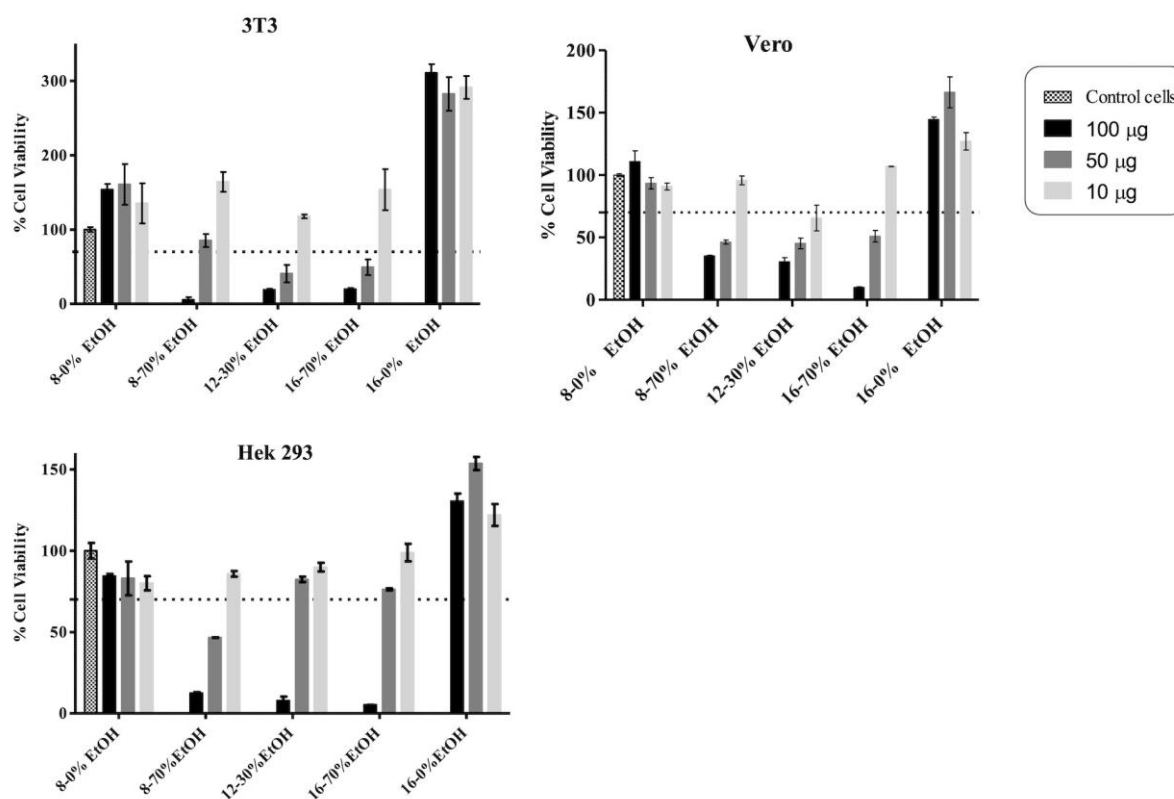 3T3
% Cell Viability
300
200
100
0
8-0% EtOH
8-70% EtOH
12-30% EtOH
16-70% EtOH
16-0% EtOH
Vero
% Cell Viability
200
150
100
50
0
8-0% EtOH
8-70% EtOH
12-30% EtOH
16-70% EtOH
16-0% EtOH
Control cells
100 µg
50 µg
10 µg
Hek 293
% Cell Viability
150
100
50
0
8-0% EtOH
8-70%EtOH
12-30%EtOH
16-70%EtOH
16-0%EtOH